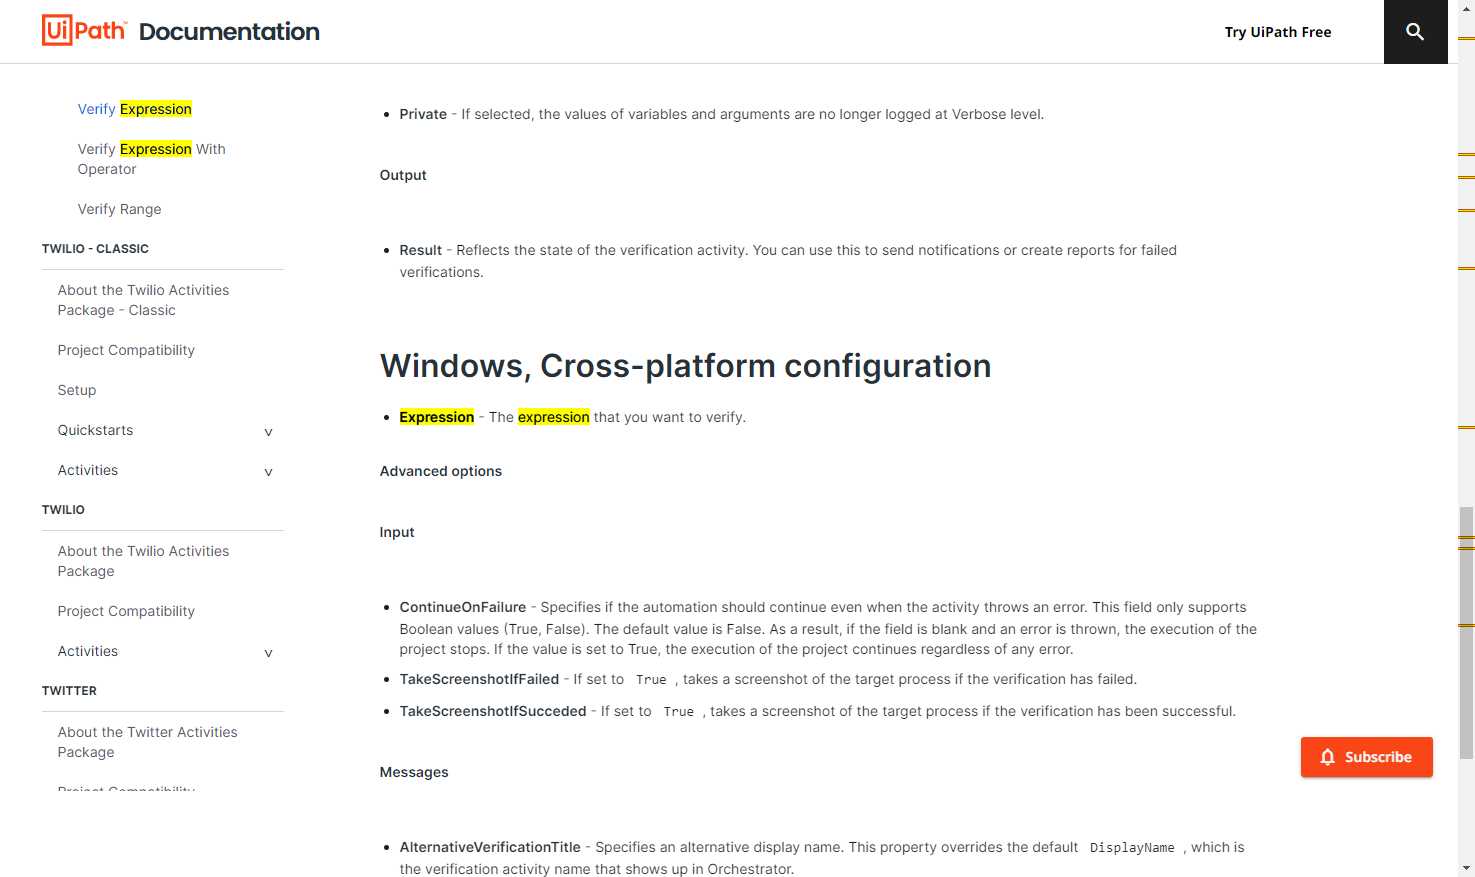 UiPath™ Documentation
Try UiPath Free
Verify Expression
Verify Expression With
Operator
Verify Range
TWILIO - CLASSIC
About the Twilio Activities
Package - Classic
Project Compatibility
Setup
Quickstarts
Activities
TWILIO
About the Twilio Activities
Package
Project Compatibility
Activities
TWITTER
About the Twitter Activities
Package
Project Compatibility
Private - If selected, the values of variables and arguments are no longer logged at Verbose level.
Output
Result - Reflects the state of the verification activity. You can use this to send notifications or create reports for failed
verifications.
Windows, Cross-platform configuration
Expression - The expression that you want to verify.
Advanced options
Input
ContinueOnFailure - Specifies if the automation should continue even when the activity throws an error. This field only supports
Boolean values (True, False). The default value is False. As a result, if the field is blank and an error is thrown, the execution of the
project stops. If the value is set to True, the execution of the project continues regardless of any error.
TakeScreenshotIfFailed - If set to True , takes a screenshot of the target process if the verification has failed.
TakeScreenshotIfSucceded - If set to True , takes a screenshot of the target process if the verification has been successful.
Subscribe
Messages
AlternativeVerificationTitle - Specifies an alternative display name. This property overrides the default DisplayName , which is
the verification activity name that shows up in Orchestrator.